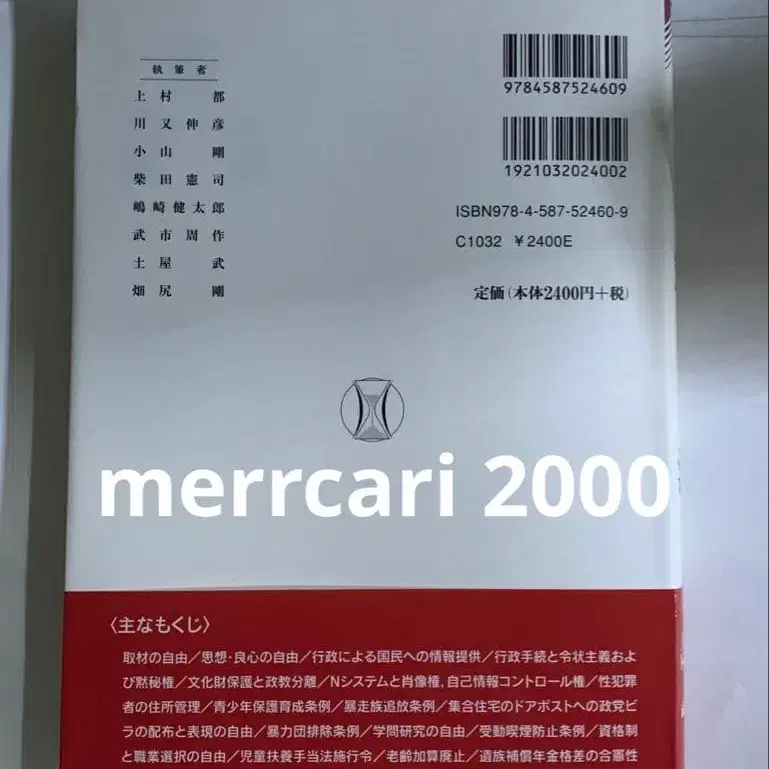 執筆者
上村 都
川又伸彦
小山 剛
柴田憲司
嶋崎健太郎
武市周作
土屋 武
畑尻 剛
9784587524609
1921032024002
ISBN978-4-587-52460-9
C1032 ¥2400E
定価(本体2400円+税)
merrcari 2000
〈主なもくじ〉
取材の自由／思想・良心の自由／行政による国民への情報提供／行政手続と令状主義およ
び黙秘権／文化財保護と政教分離／Nシステムと肖像権,自己情報コントロール権／性犯罪
者の住所管理／青少年保護育成条例／暴走族追放条例／集合住宅のドアポストへの政党ビ
ラの配布と表現の自由／暴力団排除条例／学問研究の自由／受動喫煙防止条例／資格制
と職業選択の自由／児童扶養手当法施行令／老齢加算廃止／遺族補償年金格差の合憲性